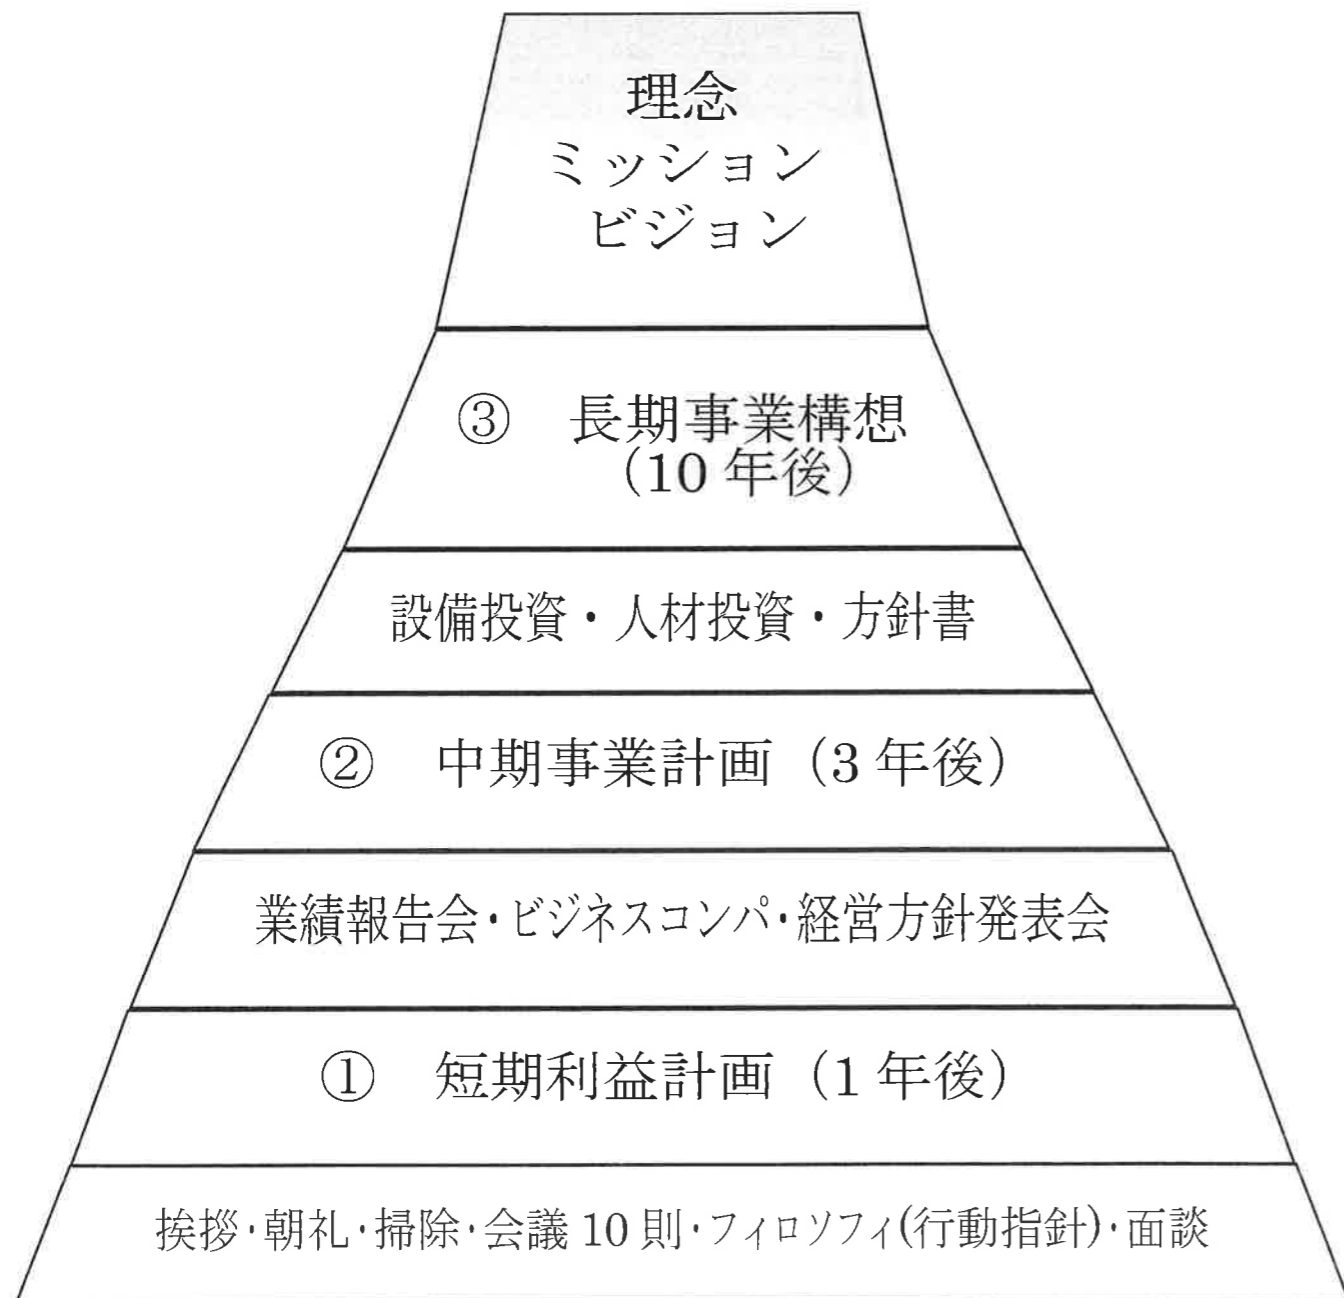 理念
ミッション
ビジョン
③ 長期事業構想
（10年後）
設備投資・人材投資・方針書
② 中期事業計画（3年後）
業績報告会・ビジネスコンパ・経営方針発表会
① 短期利益計画（1年後）
挨拶・朝礼・掃除・会議10則・フィロソフィ(行動指針)・面談